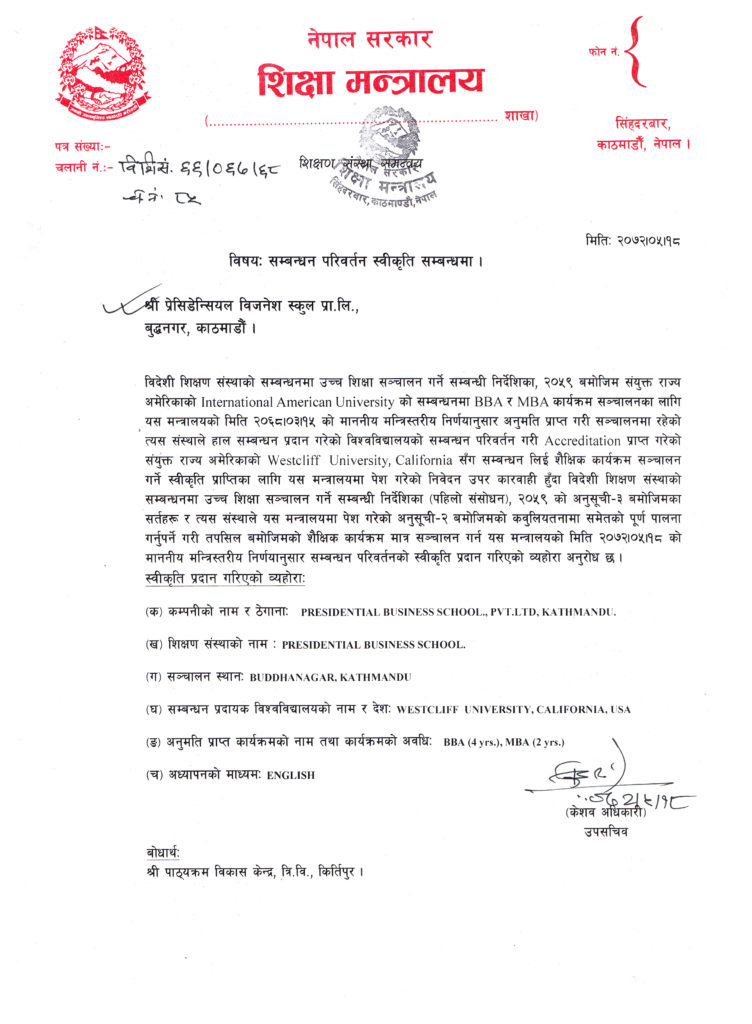 नेपाल सरकार
शिक्षा मन्त्रालय
(.................................................................. शाखा)
फोन नं.
सिंहदरबार,
काठमाडौं, नेपाल ।
पत्र संख्याः-
चलानी नं.:- वि.शि.सं. ६६/०६७/६८
च.नं. ८५
शिक्षण संस्था समन्वय
नेपाल सरकार
शिक्षा मन्त्रालय
सिंहदरबार, काठमाण्डौ, नेपाल
मितिः २०७२।०५।१८
विषयः सम्बन्धन परिवर्तन स्वीकृति सम्बन्धमा ।
श्री प्रेसिडेन्सियल विजनेश स्कुल प्रा.लि.,
बुद्धनगर, काठमाडौं ।
विदेशी शिक्षण संस्थाको सम्बन्धनमा उच्च शिक्षा सञ्चालन गर्ने सम्बन्धी निर्देशिका, २०५९ बमोजिम संयुक्त राज्य
अमेरिकाको International American University को सम्बन्धनमा BBA र MBA कार्यक्रम सञ्चालनका लागि
यस मन्त्रालयको मिति २०६८।०३।१५ को माननीय मन्त्रिस्तरीय निर्णयानुसार अनुमति प्राप्त गरी सञ्चालनमा रहेको
त्यस संस्थाले हाल सम्बन्धन प्रदान गरेको विश्वविद्यालयको सम्बन्धन परिवर्तन गरी Accreditation प्राप्त गरेको
संयुक्त राज्य अमेरिकाको Westcliff University, California सँग सम्बन्धन लिई शैक्षिक कार्यक्रम सञ्चालन
गर्ने स्वीकृति प्राप्तिका लागि यस मन्त्रालयमा पेश गरेको निवेदन उपर कारवाही हुँदा विदेशी शिक्षण संस्थाको
सम्बन्धनमा उच्च शिक्षा सञ्चालन गर्ने सम्बन्धी निर्देशिका (पहिलो संसोधन), २०५९ को अनुसूची-३ बमोजिमका
सर्तहरू र त्यस संस्थाले यस मन्त्रालयमा पेश गरेको अनुसूची-२ बमोजिमको कबुलियतनामा समेतको पूर्ण पालना
गर्नुपर्ने गरी तपसिल बमोजिमको शैक्षिक कार्यक्रम मात्र सञ्चालन गर्न यस मन्त्रालयको मिति २०७२।०५।१८ को
माननीय मन्त्रिस्तरीय निर्णयानुसार सम्बन्धन परिवर्तनको स्वीकृति प्रदान गरिएको व्यहोरा अनुरोध छ ।
स्वीकृति प्रदान गरिएको व्यहोराः
(क) कम्पनीको नाम र ठेगानाः PRESIDENTIAL BUSINESS SCHOOL., PVT.LTD, KATHMANDU.
(ख) शिक्षण संस्थाको नाम : PRESIDENTIAL BUSINESS SCHOOL.
(ग) सञ्चालन स्थानः BUDDHANAGAR, KATHMANDU
(घ) सम्बन्धन प्रदायक विश्वविद्यालयको नाम र देशः WESTCLIFF UNIVERSITY, CALIFORNIA, USA
(ङ) अनुमति प्राप्त कार्यक्रमको नाम तथा कार्यक्रमको अवधिः BBA (4 yrs.), MBA (2 yrs.)
(च) अध्यापनको माध्यमः ENGLISH
०७२/५/१८
(केशव अधिकारी)
उपसचिव
बोधार्थः
श्री पाठ्यक्रम विकास केन्द्र, त्रि.वि., किर्तिपुर ।